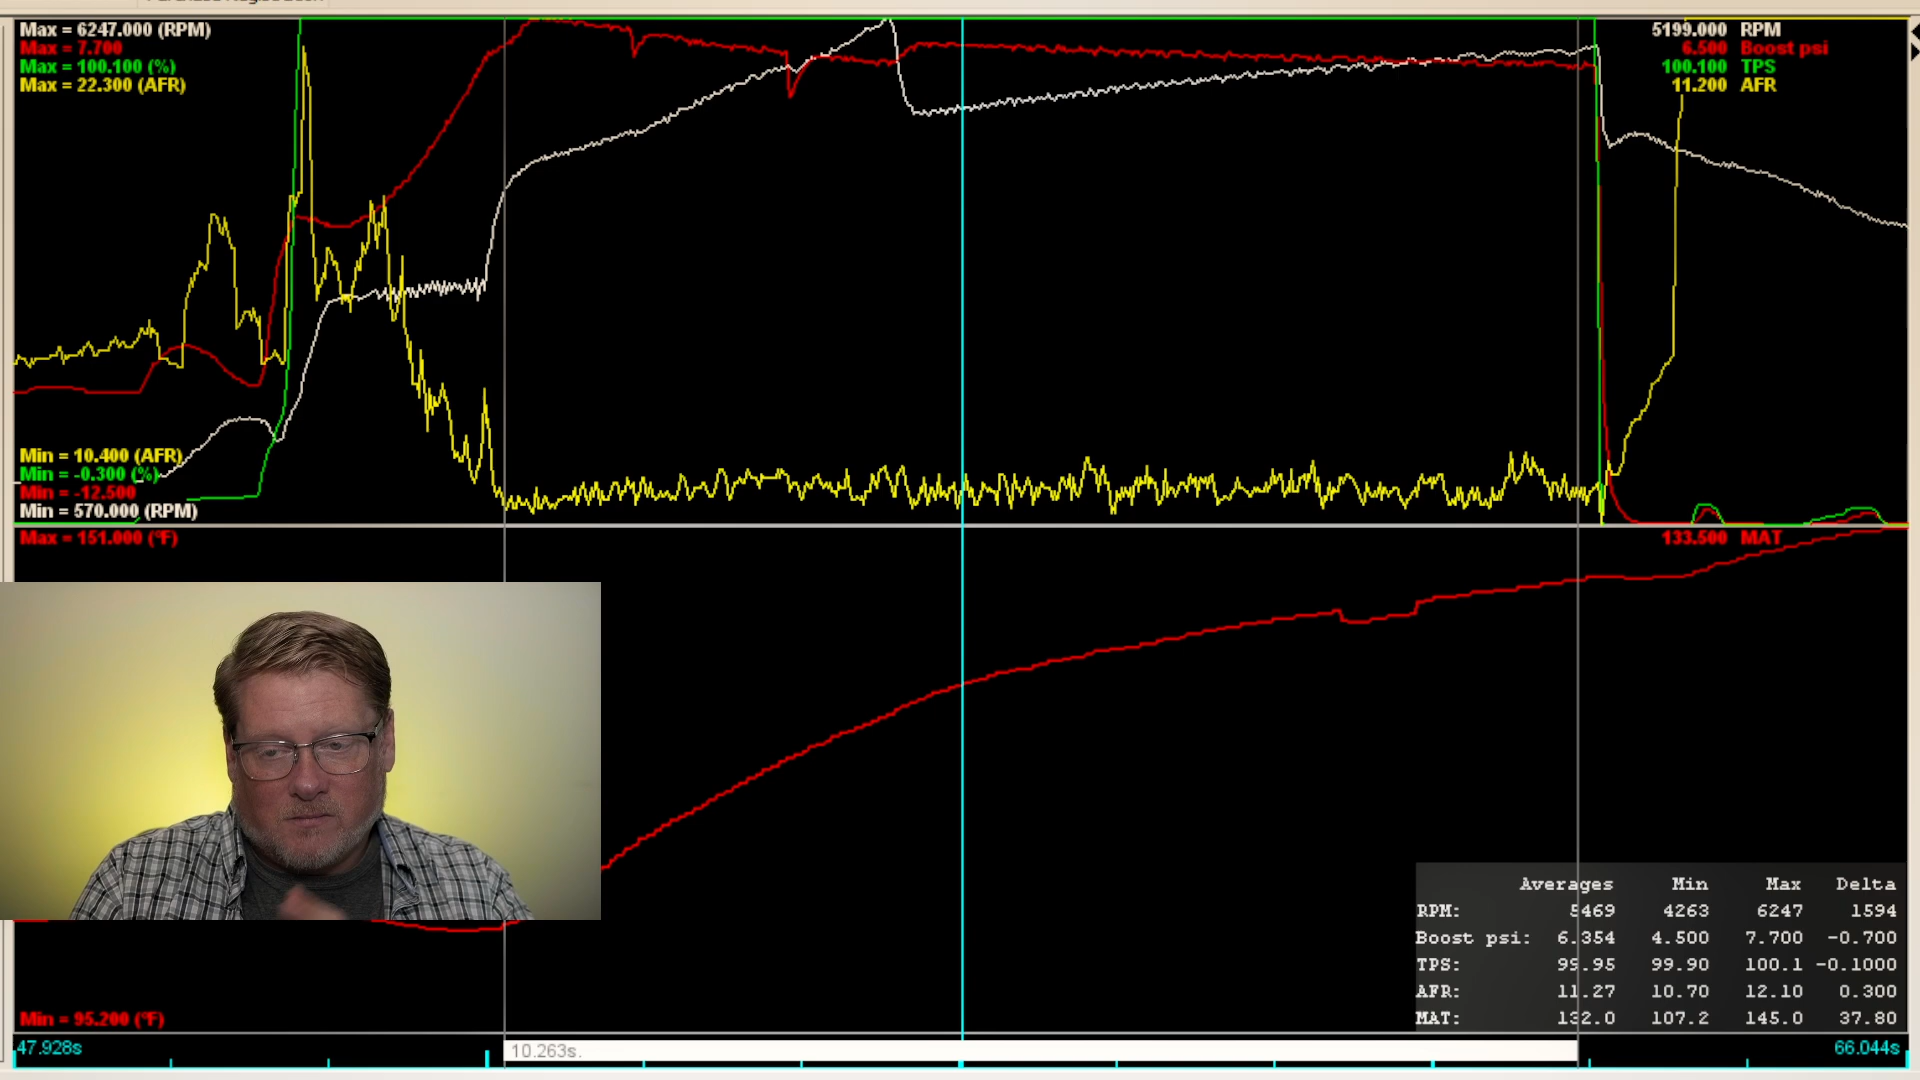 Max = 6247.000 (RPM)
Max = 7.700
Max = 100.100 (%)
Max = 22.300 (AFR)
5199.000 RPM
6.500 Boost psi
100.100 TPS
11.200 AFR
Min = 10.400 (AFR)
Min = -0.300 (%)
Min = -12.500
Min = 570.000 (RPM)
Max = 151.000 (°F)
133.500 MAT
Averages Min Max Delta
RPM: 5469 4263 6247 1594
Boost psi: 6.354 4.500 7.700 -0.700
TPS: 99.95 99.90 100.1 -0.1000
AFR: 11.27 10.70 12.10 0.300
MAT: 132.0 107.2 145.0 37.80
Min = 95.200 (°F)
47.928s
10.263s.
66.044s